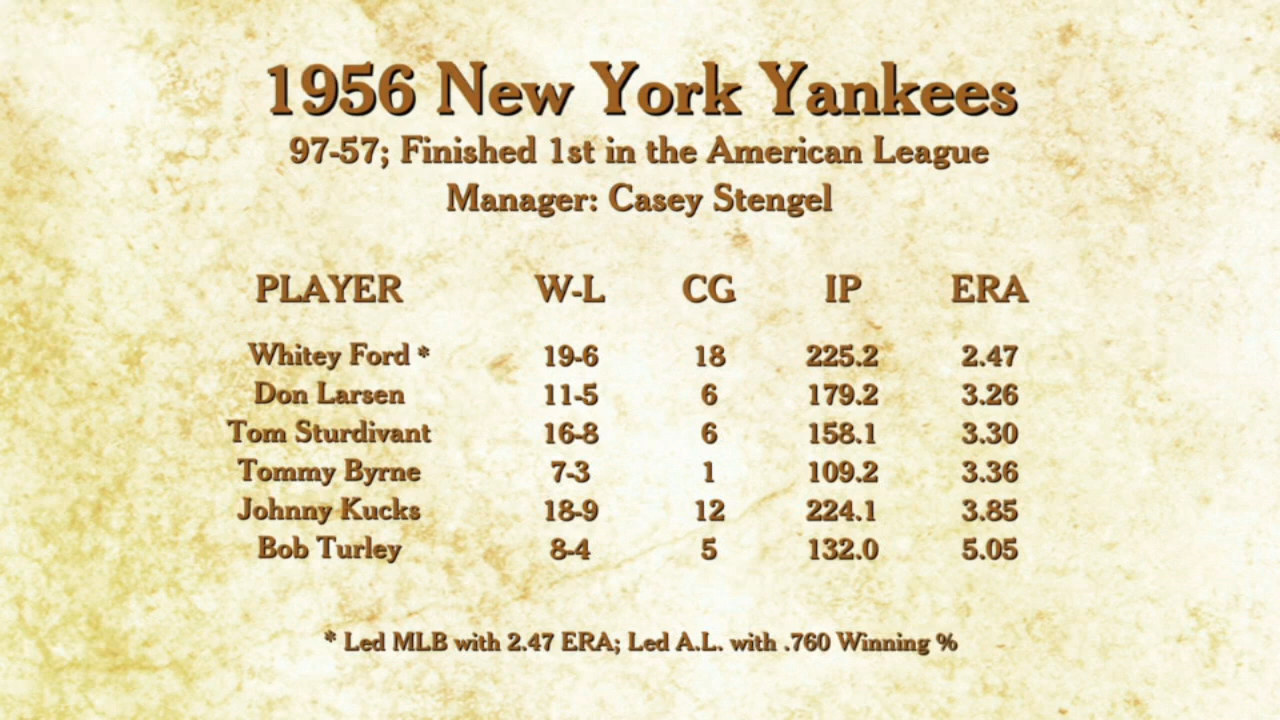 1956 New York Yankees
97-57; Finished 1st in the American League
Manager: Casey Stengel
PLAYER W-L CG IP ERA
Whitey Ford * 19-6 18 225.2 2.47
Don Larsen 11-5 6 179.2 3.26
Tom Sturdivant 16-8 6 158.1 3.30
Tommy Byrne 7-3 1 109.2 3.36
Johnny Kucks 18-9 12 224.1 3.85
Bob Turley 8-4 5 132.0 5.05
* Led MLB with 2.47 ERA; Led A.L. with .760 Winning %